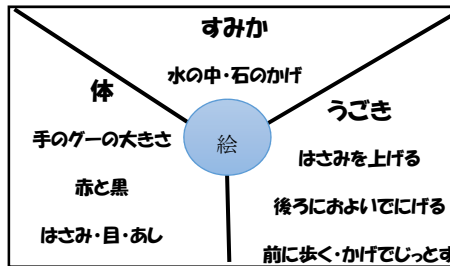 すみか
水の中・石のかげ
体
手のグーの大きさ
赤と黒
はさみ・目・あし
絵
うごき
はさみを上げる
後ろにおよいでにげる
前に歩く・かげでじっとす